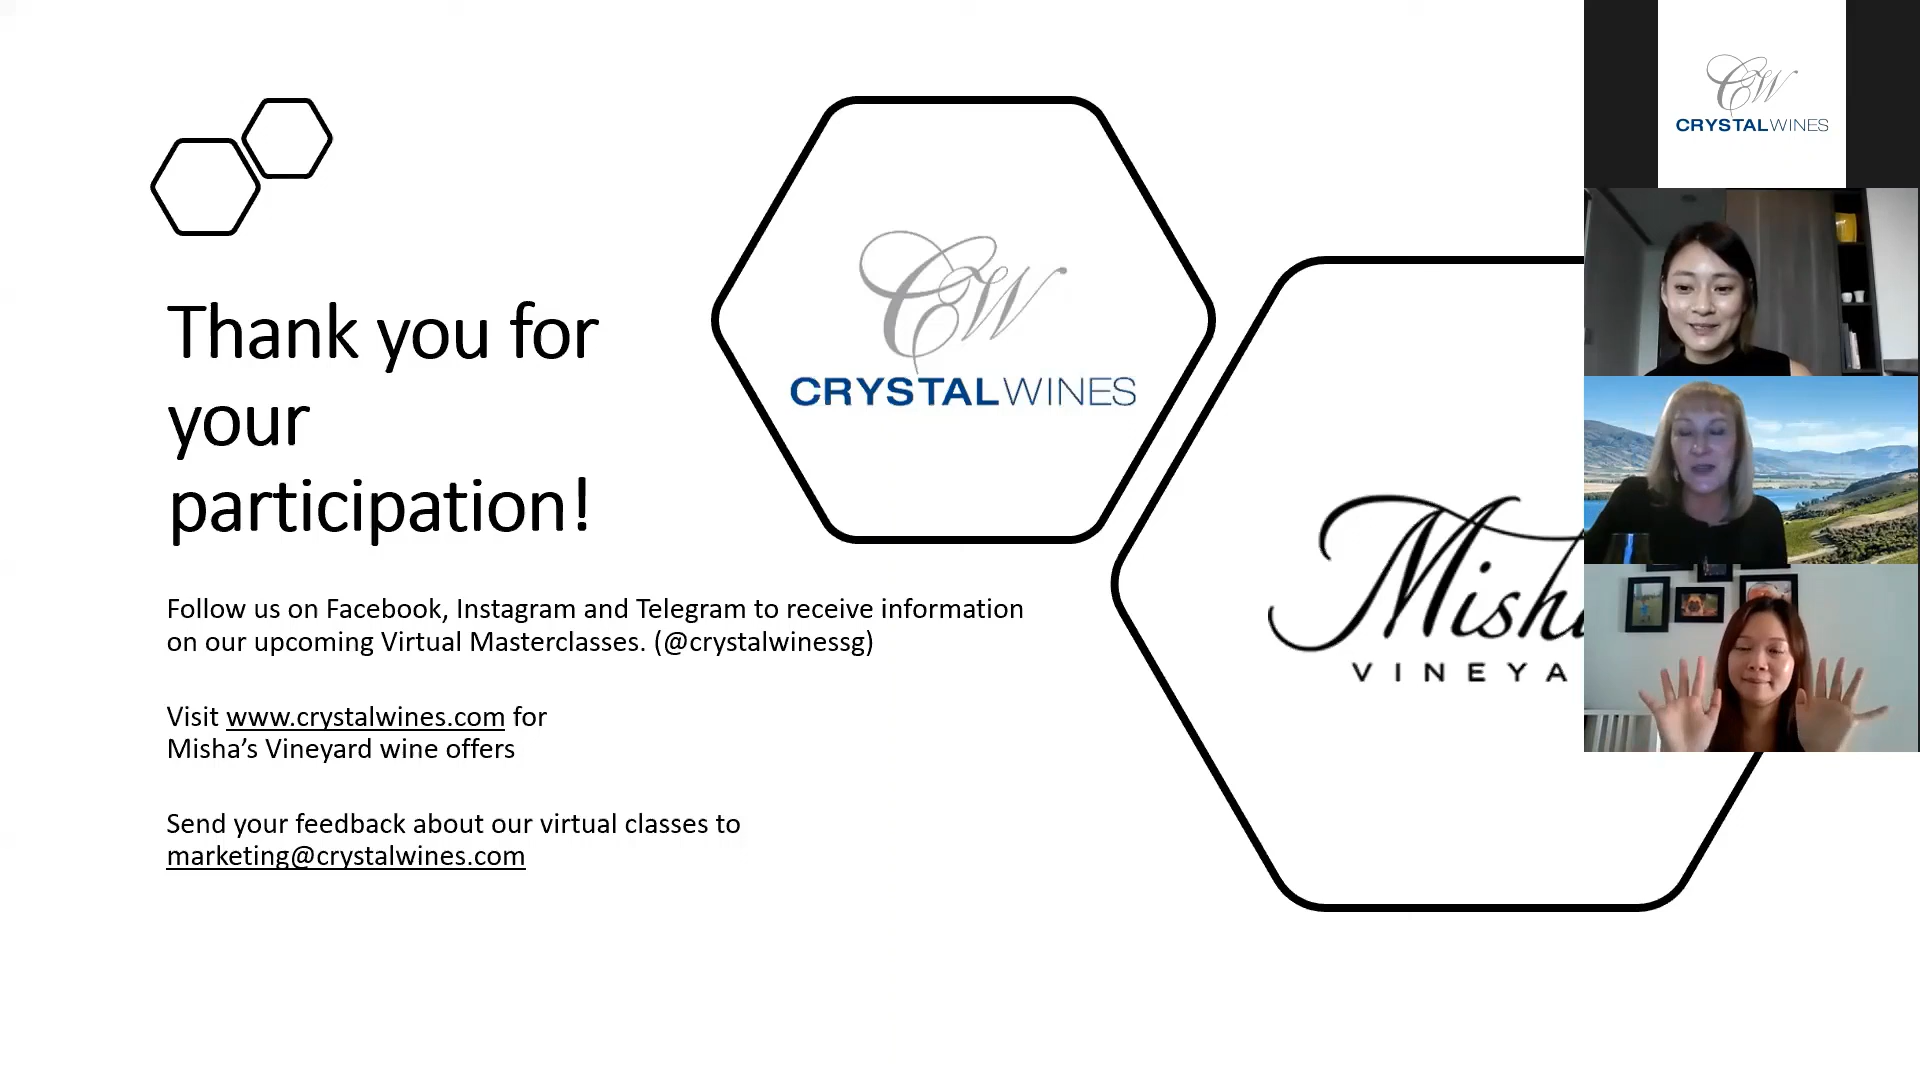 Thank you for
your
participation!
Follow us on Facebook, Instagram and Telegram to receive information
on our upcoming Virtual Masterclasses. (@crystalwinessg)
Visit www.crystalwines.com for
Misha’s Vineyard wine offers
Send your feedback about our virtual classes to
marketing@crystalwines.com
CW
CRYSTALWINES
Mish
VINEYA
CW
CRYSTALWINES